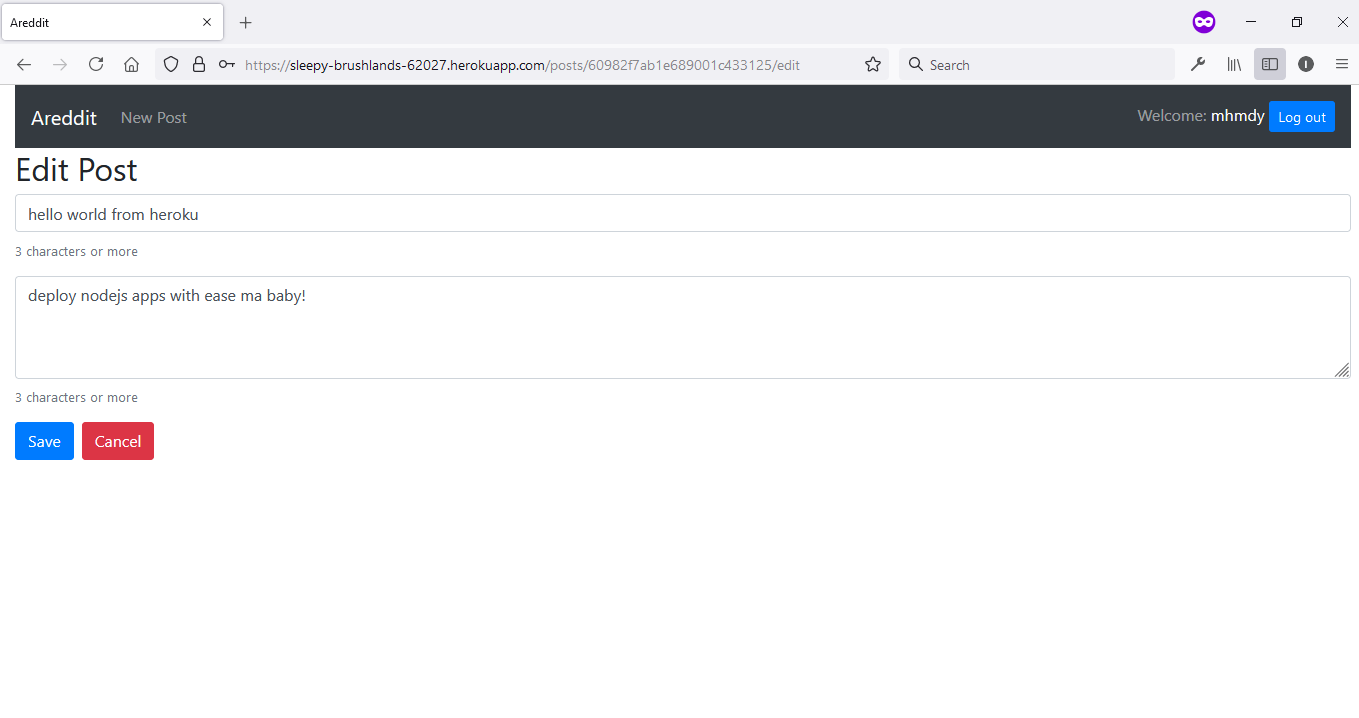 Areddit
https://sleepy-brushlands-62027.herokuapp.com/posts/60982f7ab1e689001c433125/edit
Search
Areddit New Post Welcome: mhmdy Log out
Edit Post
hello world from heroku
3 characters or more
deploy nodejs apps with ease ma baby!
3 characters or more
Save Cancel